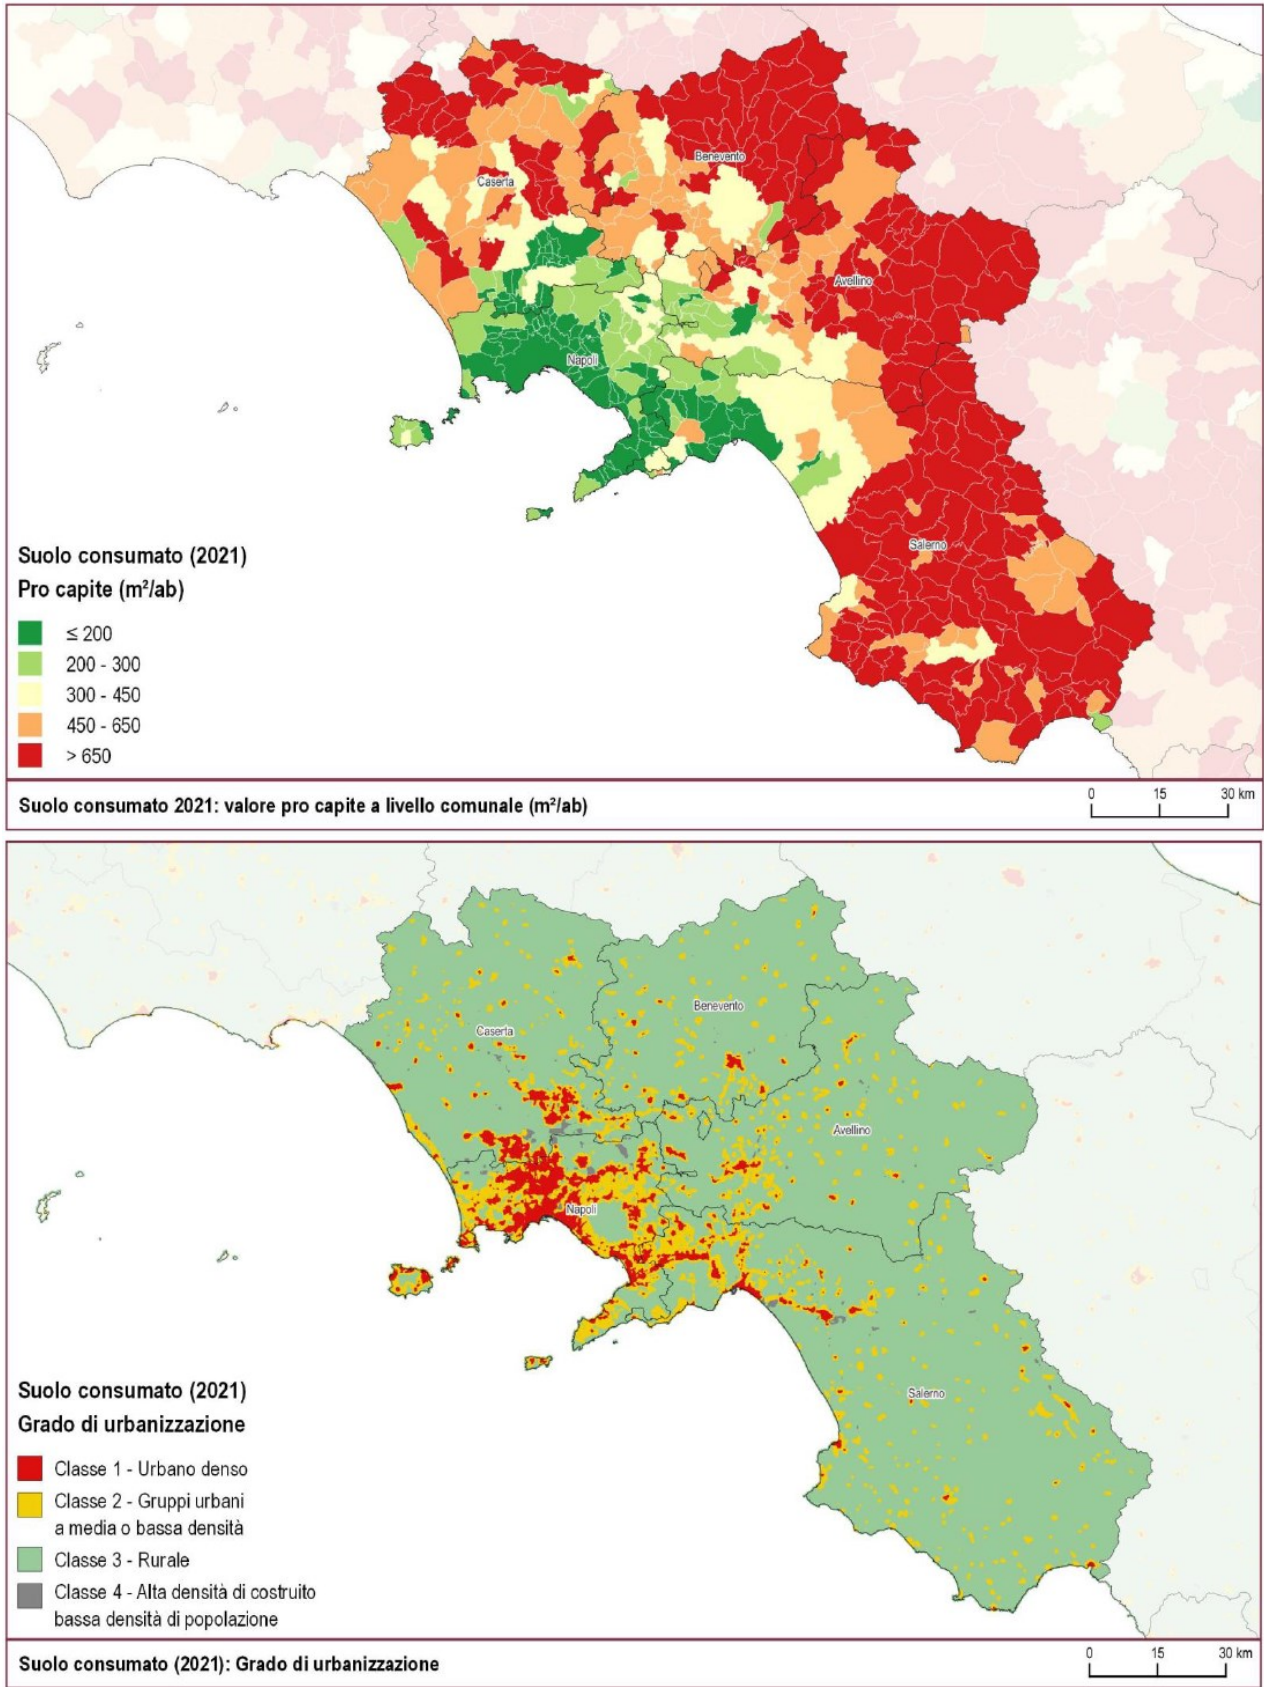 Benevento
Caserta
Avellino
Napoli
Salerno
Suolo consumato (2021)
Pro capite (m²/ab)
≤ 200
200 - 300
300 - 450
450 - 650
> 650
Suolo consumato 2021: valore pro capite a livello comunale (m²/ab)
0 15 30 km
Benevento
Caserta
Avellino
Napoli
Salerno
Suolo consumato (2021)
Grado di urbanizzazione
Classe 1 - Urbano denso
Classe 2 - Gruppi urbani
a media o bassa densità
Classe 3 - Rurale
Classe 4 - Alta densità di costruito
bassa densità di popolazione
Suolo consumato (2021): Grado di urbanizzazione
0 15 30 km